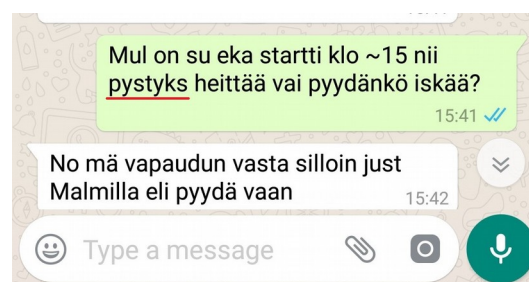 Mul on su eka startti klo ~15 nii
pystyks heittää vai pyydänkö iskää?
15:41
No mä vapaudun vasta silloin just
Malmilla eli pyydä vaan
15:42
Type a message